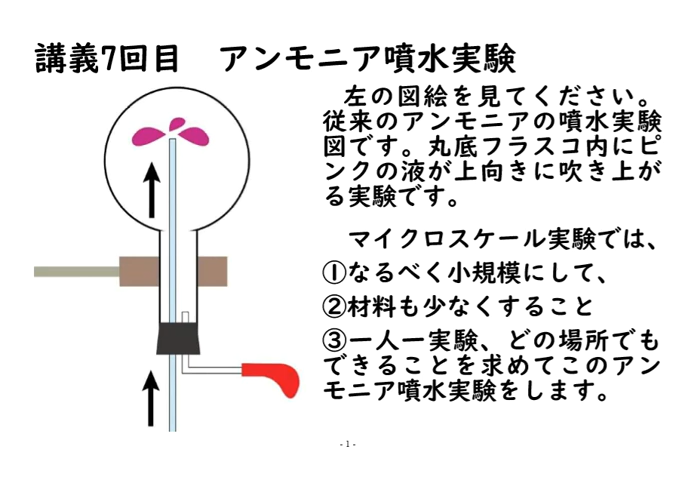 講義7回目　アンモニア噴水実験
左の図絵を見てください。
従来のアンモニアの噴水実験
図です。丸底フラスコ内にピ
ンクの液が上向きに吹き上が
る実験です。
マイクロスケール実験では、
①なるべく小規模にして、
②材料も少なくすること
③一人一実験、どの場所でも
できることを求めてこのアン
モニア噴水実験をします。
- 1 -